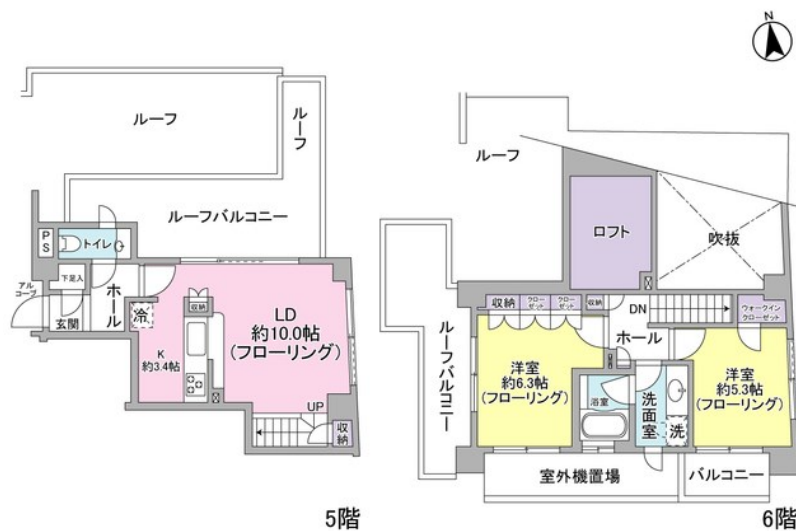 N
ルーフ
ルーフ
ルーフバルコニー
PS
トイレ
下足入
アルコーブ
玄関
ホール
冷
収納
K
約3.4帖
LD
約10.0帖
(フローリング)
UP
収納
5階
ルーフ
ロフト
吹抜
収納
クローゼット
クローゼット
収納
DN
ウォークイン
クローゼット
ホール
ルーフバルコニー
洋室
約6.3帖
(フローリング)
浴室
洗面室
洗
洋室
約5.3帖
(フローリング)
室外機置場
バルコニー
6階